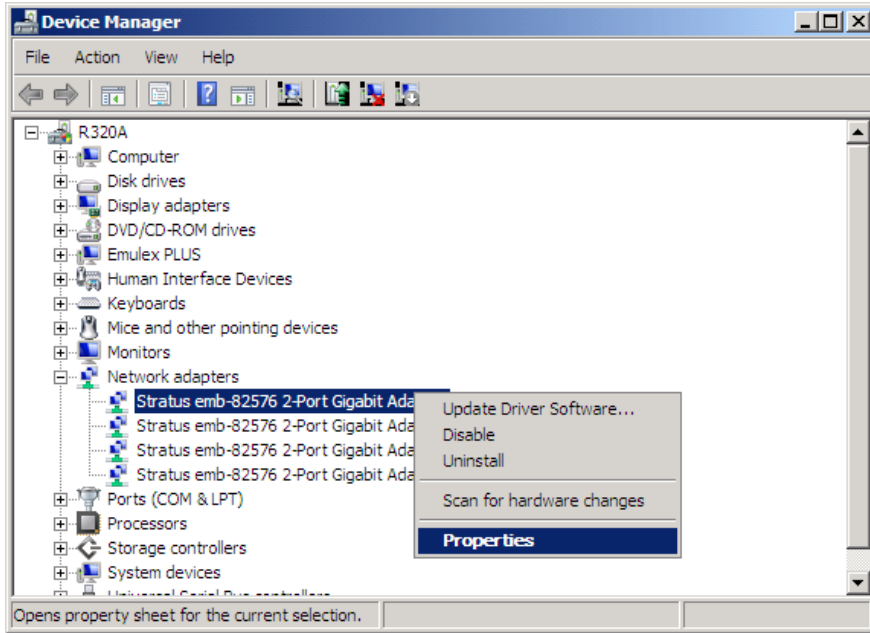 Device Manager
File Action View Help
R320A
Computer
Disk drives
Display adapters
DVD/CD-ROM drives
Emulex PLUS
Human Interface Devices
Keyboards
Mice and other pointing devices
Monitors
Network adapters
Stratus emb-82576 2-Port Gigabit Ada
Stratus emb-82576 2-Port Gigabit Ada
Stratus emb-82576 2-Port Gigabit Ada
Stratus emb-82576 2-Port Gigabit Ada
Ports (COM & LPT)
Processors
Storage controllers
System devices
Universal Serial Bus controllers
Update Driver Software...
Disable
Uninstall
Scan for hardware changes
Properties
Opens property sheet for the current selection.